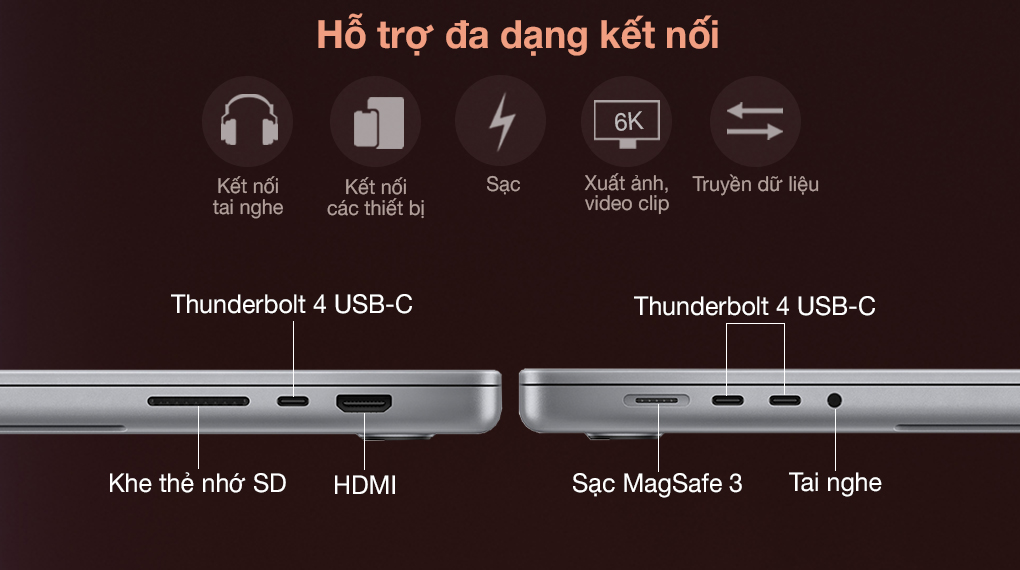 Hỗ trợ đa dạng kết nối
6K
Kết nối
tai nghe
Kết nối
các thiết bị
Sạc
Xuất ảnh,
video clip
Truyền dữ liệu
Thunderbolt 4 USB-C
Thunderbolt 4 USB-C
Khe thẻ nhớ SD
HDMI
Sạc MagSafe 3
Tai nghe